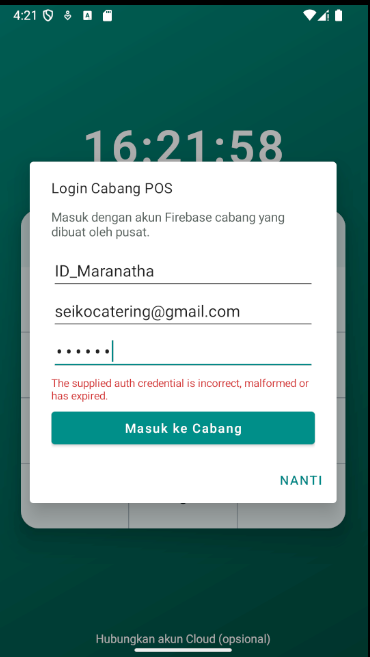 4:21
16:21:58
Login Cabang POS
Masuk dengan akun Firebase cabang yang
dibuat oleh pusat.
ID_Maranatha
seikocatering@gmail.com
••••••
The supplied auth credential is incorrect, malformed or
has expired.
Masuk ke Cabang
NANTI
Hubungkan akun Cloud (opsional)